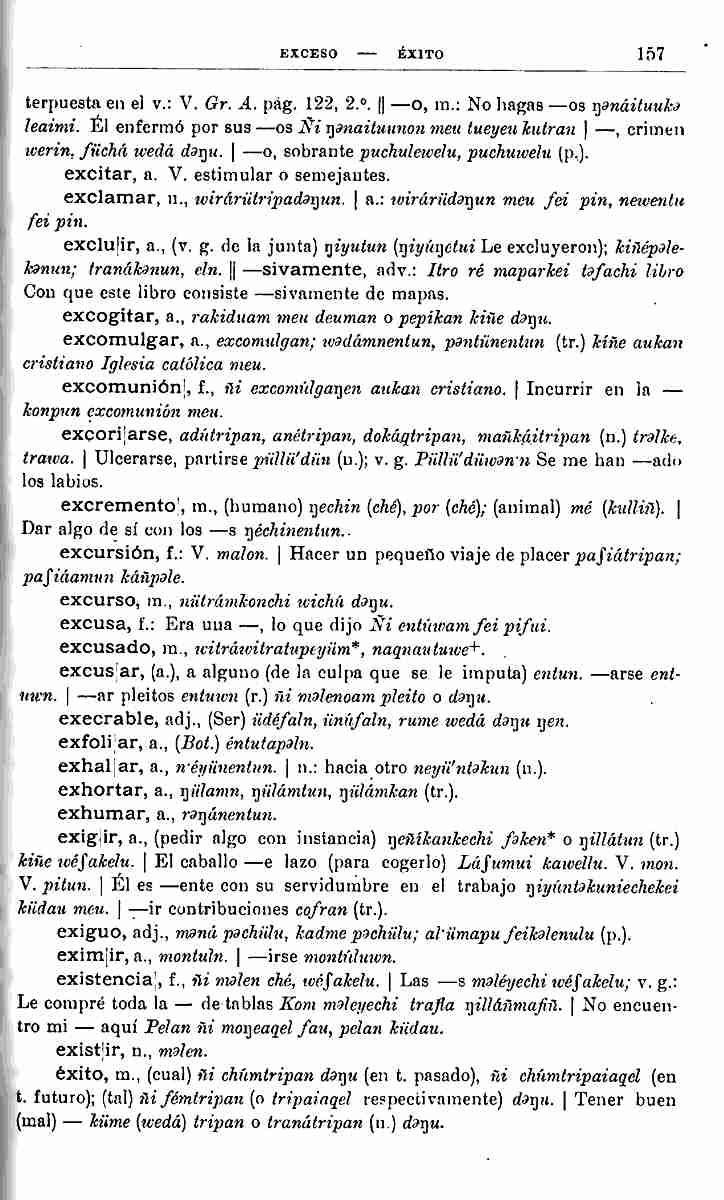 EXCESO — ÉXITO 157
terpuesta en el v.: V. Gr. A. pág. 122, 2.º. || —o, m.: No hagas —os ŋənáituukə
leaimi. Él enfermó por sus —os Ñi ŋənaituunon meu tueyeu kutran | —, crimen
werin, füchá wedá dəŋu. | —o, sobrante puchulewelu, puchuwelu (p.).
excitar, a. V. estimular o semejantes.
exclamar, n., wirárütripadəŋun. | a.: wirárüdəŋun meu fei pin, newentu
fei pin.
exclu|ir, a., (v. g. de la junta) ŋiyutun (ŋiyúŋetui Le excluyeron); kiñépəle-
kənun; tranákənun, eln. || —sivamente, adv.: Itro ré maparkei təfachi libro
Con que este libro consiste —sivamente de mapas.
excogitar, a., rakiduam meu deuman o pepikan kiñe dəŋu.
excomulgar, a., excomulgan; wədámnentun, pəntünentun (tr.) kíñe aukan
cristiano Iglesia católica meu.
excomunión|, f., ñi excomúlgaŋen aukan cristiano. | Incurrir en la —
konpun excomunión meu.
excori|arse, adútripan, anétripan, dokáqtripan, mañkáitripan (n.) trəlke,
trawa. | Ulcerarse, partirse püllü'dün (n.); v. g. Püllü'düwən·n Se me han —ado
los labios.
excremento|, m., (humano) ŋechin (ché), por (ché); (animal) mé (kulliñ). |
Dar algo de sí con los —s ŋéchinentun.
excursión, f.: V. malon. | Hacer un pequeño viaje de placer paʃiátripan;
paʃiáamun káñpəle.
excurso, m., nütrámkonchi wichú dəŋu.
excusa, f.: Era una —, lo que dijo Ñi entúwam fei pifui.
excusado, m., witráwitratupeyüm*, naqnautuwe+.
excus|ar, (a.), a alguno (de la culpa que se le imputa) entun. —arse ent-
uwn. | —ar pleitos entuwn (r.) ñi məlenoam pleito o dəŋu.
execrable, adj., (Ser) üdéfaln, ünúfaln, rume wedá dəŋu ŋen.
exfoli|ar, a., (Bot.) éntutapəln.
exhal|ar, a., n·éyünentun. | n.: hacia otro neyü'ntəkun (n.).
exhortar, a., ŋülamn, ŋülámtun, ŋülámkan (tr.).
exhumar, a., rəŋánentun.
exig|ir, a., (pedir algo con instancia) ŋeñíkankechi fəken* o ŋillátun (tr.)
kiñe wéʃakelu. | El caballo —e lazo (para cogerlo) Láʃumui kawellu. V. mon.
V. pitun. | Él es —ente con su servidumbre en el trabajo ŋiyúntəkuniechekei
küdau meu. | —ir contribuciones cofran (tr.).
exiguo, adj., məná pəchülu, kadme pəchülu; al·ümapu feikəlenulu (p.).
exim|ir, a., montuln. | —irse montúluwn.
existencia|, f., ñi məlen ché, wéʃakelu. | Las —s məléyechi wéʃakelu; v. g.:
Le compré toda la — de tablas Kom məleyechi trafla ŋilláñmafiñ. | No encuen-
tro mi — aquí Pelan ñi moŋeaqel fau, pelan küdau.
exist|ir, n., məlen.
éxito, m., (cual) ñi chúmtripan dəŋu (en t. pasado), ñi chúmtripaiaqel (en
t. futuro); (tal) ñi fémtripan (o tripaiaqel respectivamente) dəŋu. | Tener buen
(mal) — küme (wedá) tripan o tranátripan (n.) dəŋu.